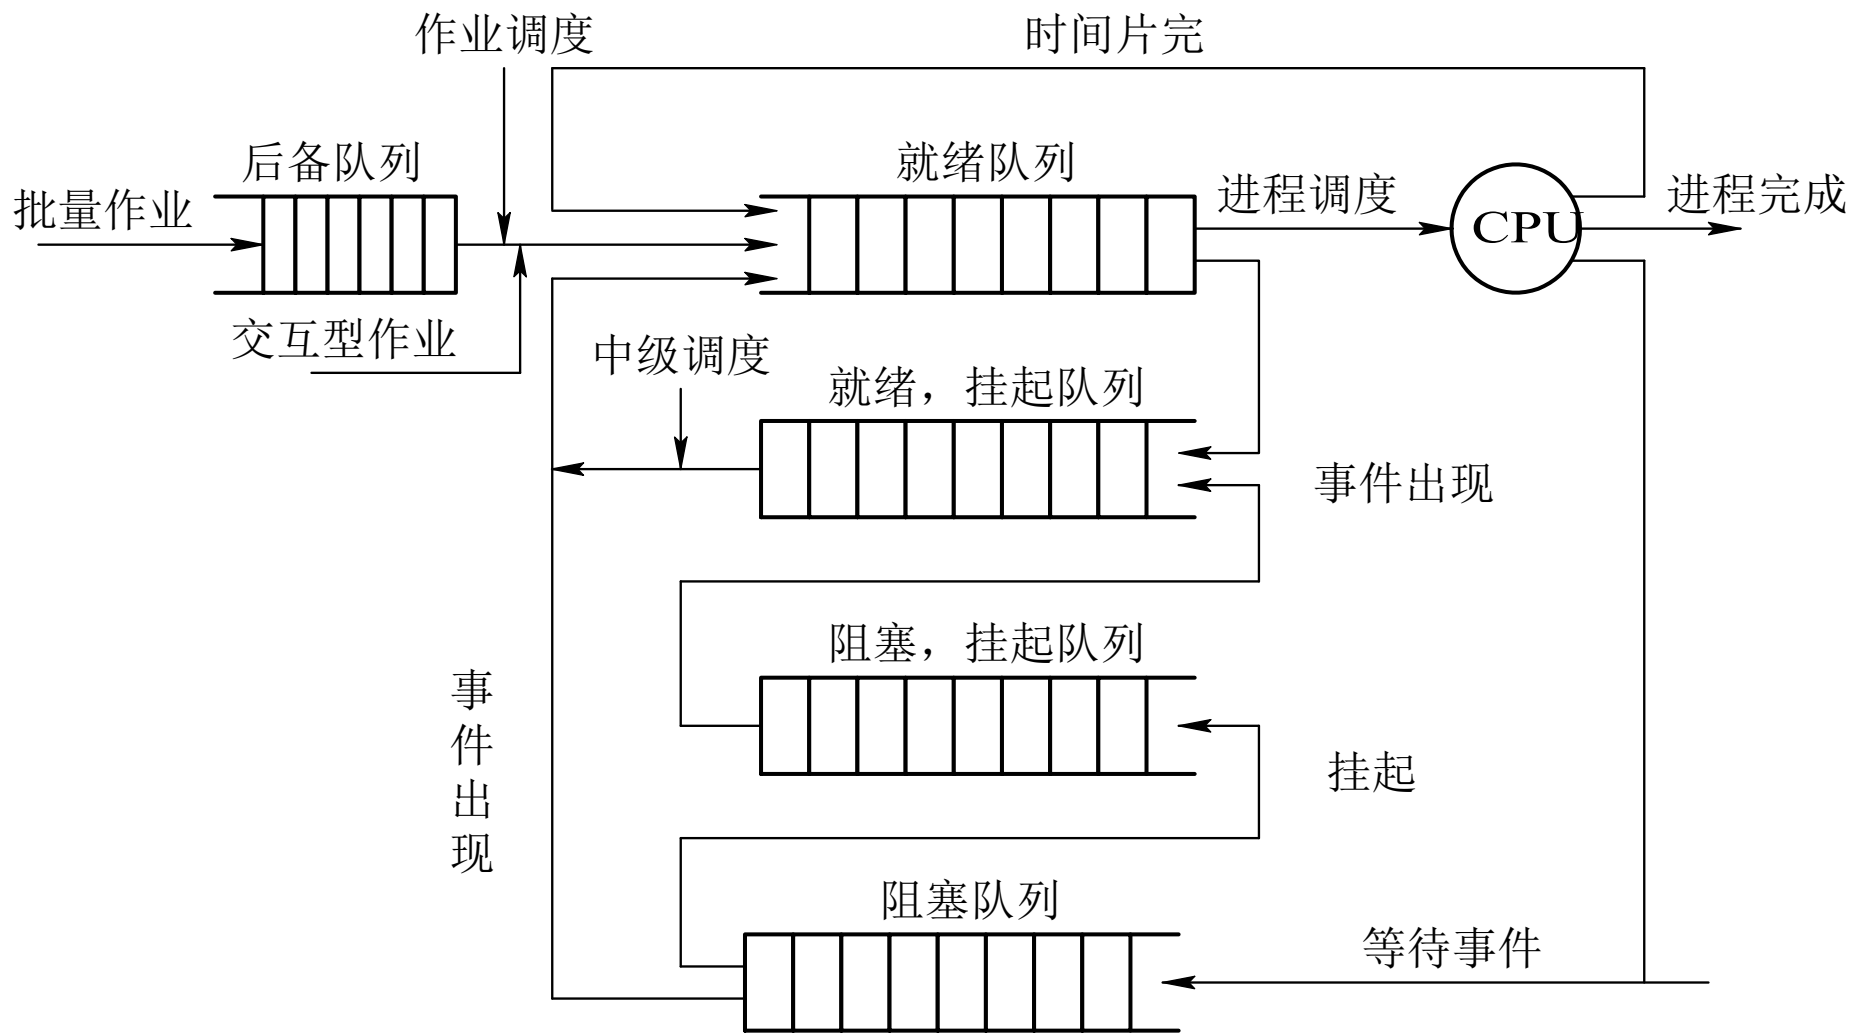 作业调度
时间片完
后备队列
就绪队列
批量作业
进程调度
CPU
进程完成
交互型作业
中级调度
就绪，挂起队列
事件出现
阻塞，挂起队列
事件出现
挂起
阻塞队列
等待事件